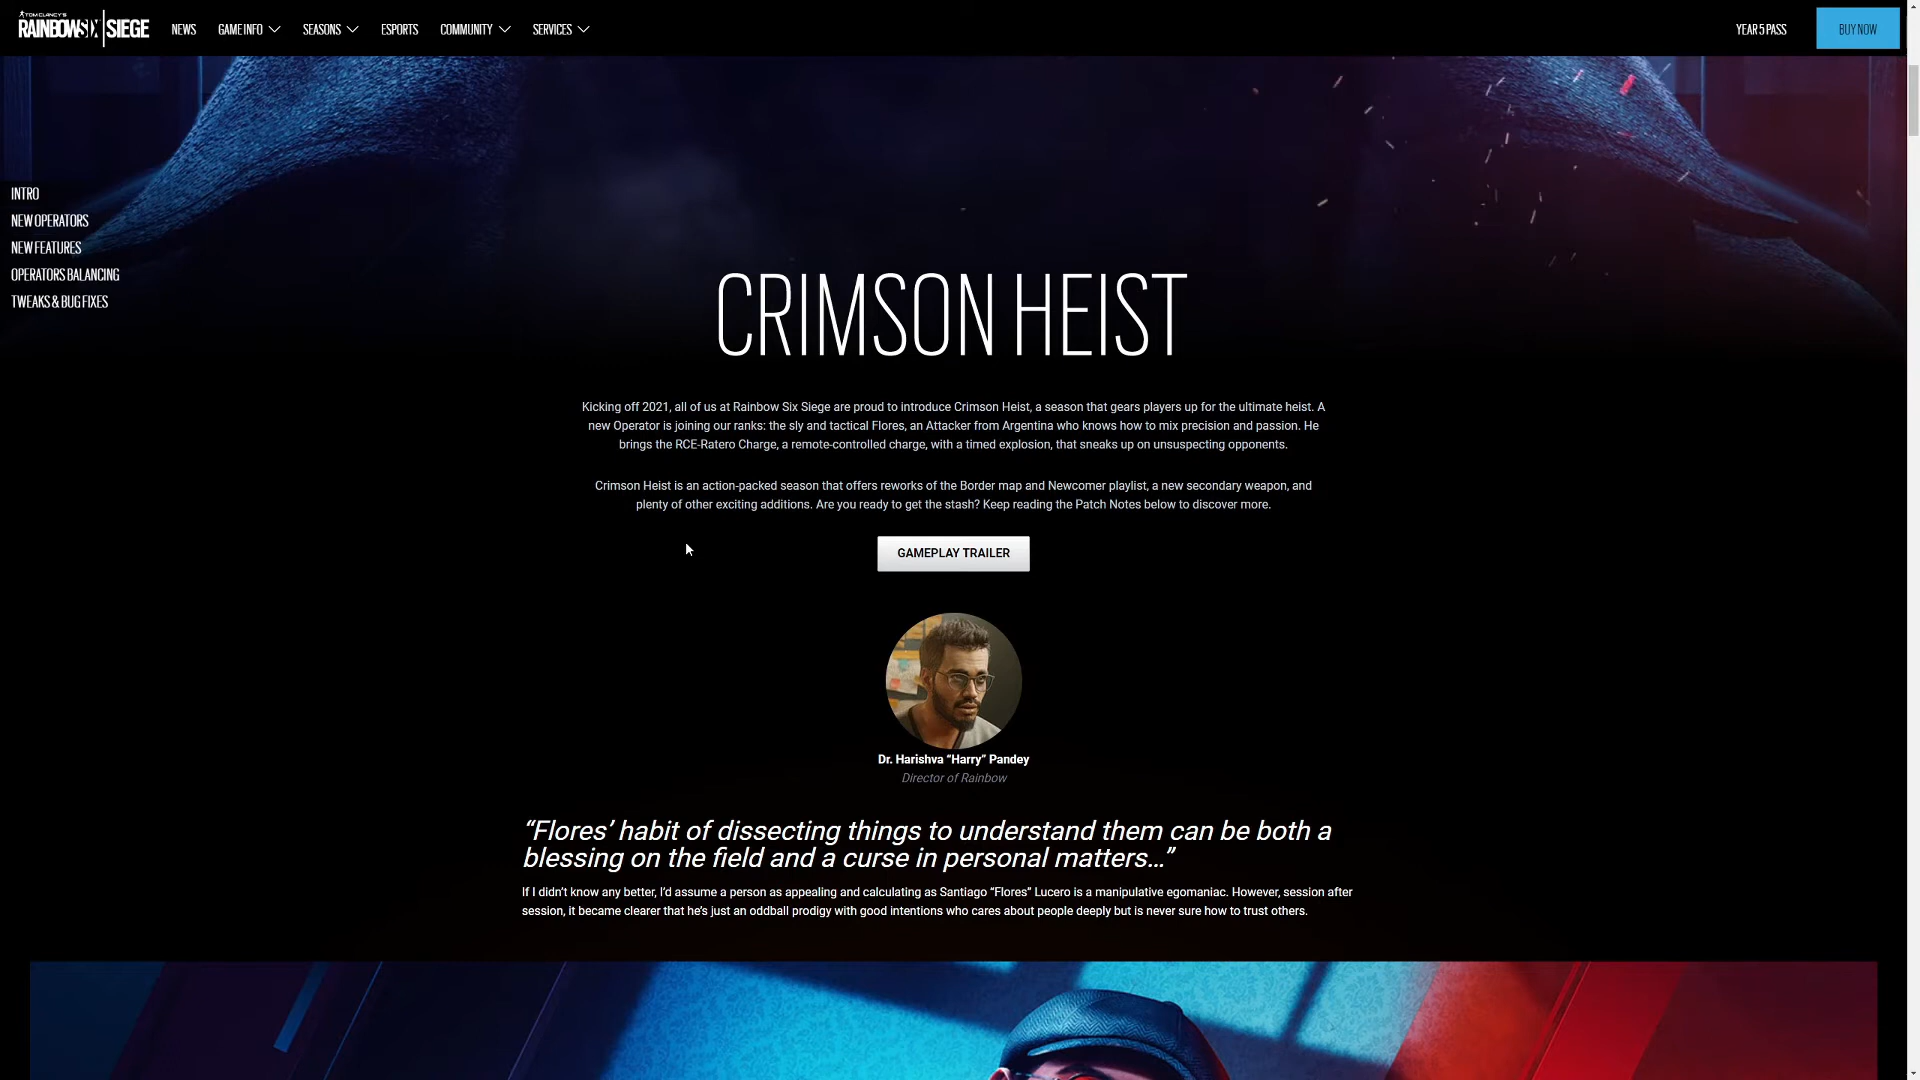 TOM CLANCY'S
RAINBOWSIX SIEGE
NEWS
GAME INFO
SEASONS
ESPORTS
COMMUNITY
SERVICES
YEAR 5 PASS
BUY NOW
INTRO
NEW OPERATORS
NEW FEATURES
OPERATORS BALANCING
TWEAKS & BUG FIXES
CRIMSON HEIST
Kicking off 2021, all of us at Rainbow Six Siege are proud to introduce Crimson Heist, a season that gears players up for the ultimate heist. A
new Operator is joining our ranks: the sly and tactical Flores, an Attacker from Argentina who knows how to mix precision and passion. He
brings the RCE-Ratero Charge, a remote-controlled charge, with a timed explosion, that sneaks up on unsuspecting opponents.
Crimson Heist is an action-packed season that offers reworks of the Border map and Newcomer playlist, a new secondary weapon, and
plenty of other exciting additions. Are you ready to get the stash? Keep reading the Patch Notes below to discover more.
GAMEPLAY TRAILER
Dr. Harishva “Harry” Pandey
Director of Rainbow
“Flores’ habit of dissecting things to understand them can be both a
blessing on the field and a curse in personal matters…”
If I didn’t know any better, I’d assume a person as appealing and calculating as Santiago “Flores” Lucero is a manipulative egomaniac. However, session after
session, it became clearer that he’s just an oddball prodigy with good intentions who cares about people deeply but is never sure how to trust others.